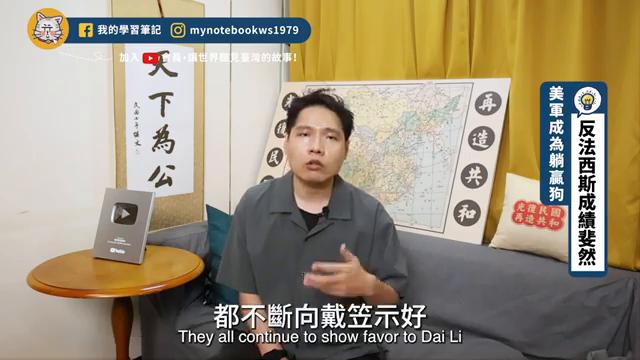 我的學習筆記 mynotebookws1979
讓世界聽見臺灣的故事!
天下為公
復民
再造共和
反法西斯成績斐然
美軍成為躺贏狗
光復民國
再造共和
YouTube
都不斷向戴笠示好
They all continue to show favor to Dai Li